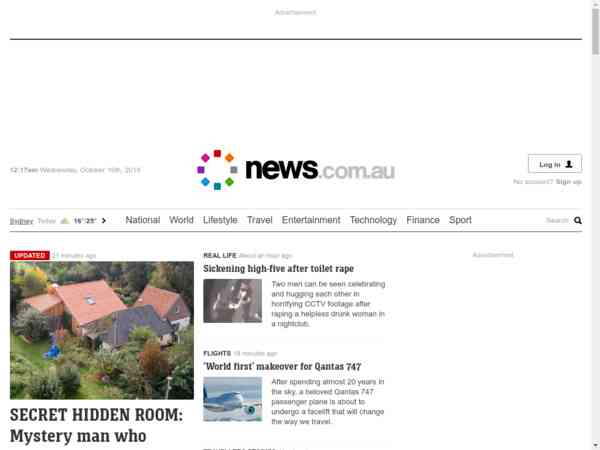 Advertisement
12:17am Wednesday, October 16th, 2019
news.com.au
Log in
No account? Sign up
Sydney Today 16°/25°
National World Lifestyle Travel Entertainment Technology Finance Sport
Search
UPDATED 13 minutes ago
SECRET HIDDEN ROOM:
Mystery man who
REAL LIFE About an hour ago
Sickening high-five after toilet rape
Two men can be seen celebrating
and hugging each other in
horrifying CCTV footage after
raping a helpless drunk woman in
a nightclub.
FLIGHTS 18 minutes ago
'World first' makeover for Qantas 747
After spending almost 20 years in
the sky, a beloved Qantas 747
passenger plane is about to
undergo a facelift that will change
the way we travel.
Advertisement